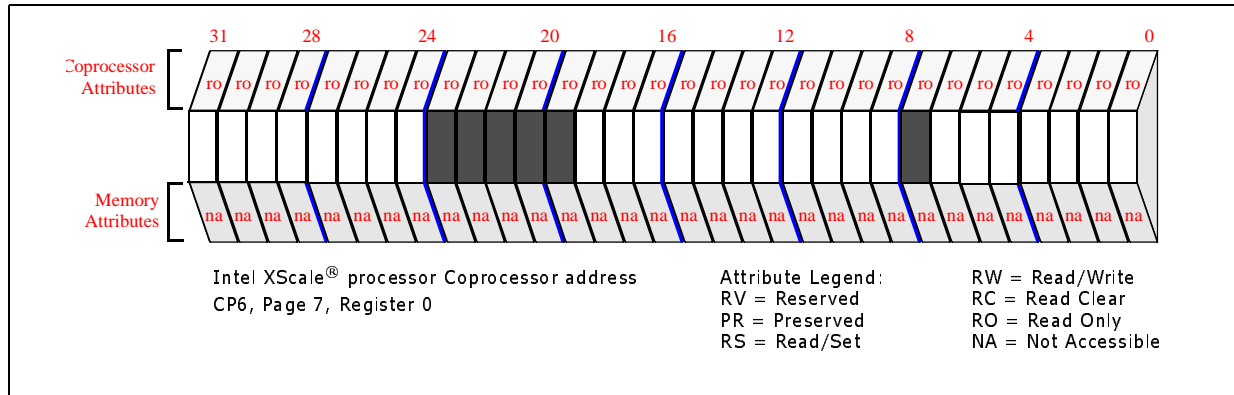 31 28 24 20 16 12 8 4 0
Coprocessor
Attributes
ro ro ro ro ro ro ro ro ro ro ro ro ro ro ro ro ro ro ro ro ro ro ro ro ro ro ro ro ro ro ro ro
Memory
Attributes
na na na na na na na na na na na na na na na na na na na na na na na na na na na na na na na na
Intel XScale® processor Coprocessor address
CP6, Page 7, Register 0
Attribute Legend:
RV = Reserved
PR = Preserved
RS = Read/Set
RW = Read/Write
RC = Read Clear
RO = Read Only
NA = Not Accessible